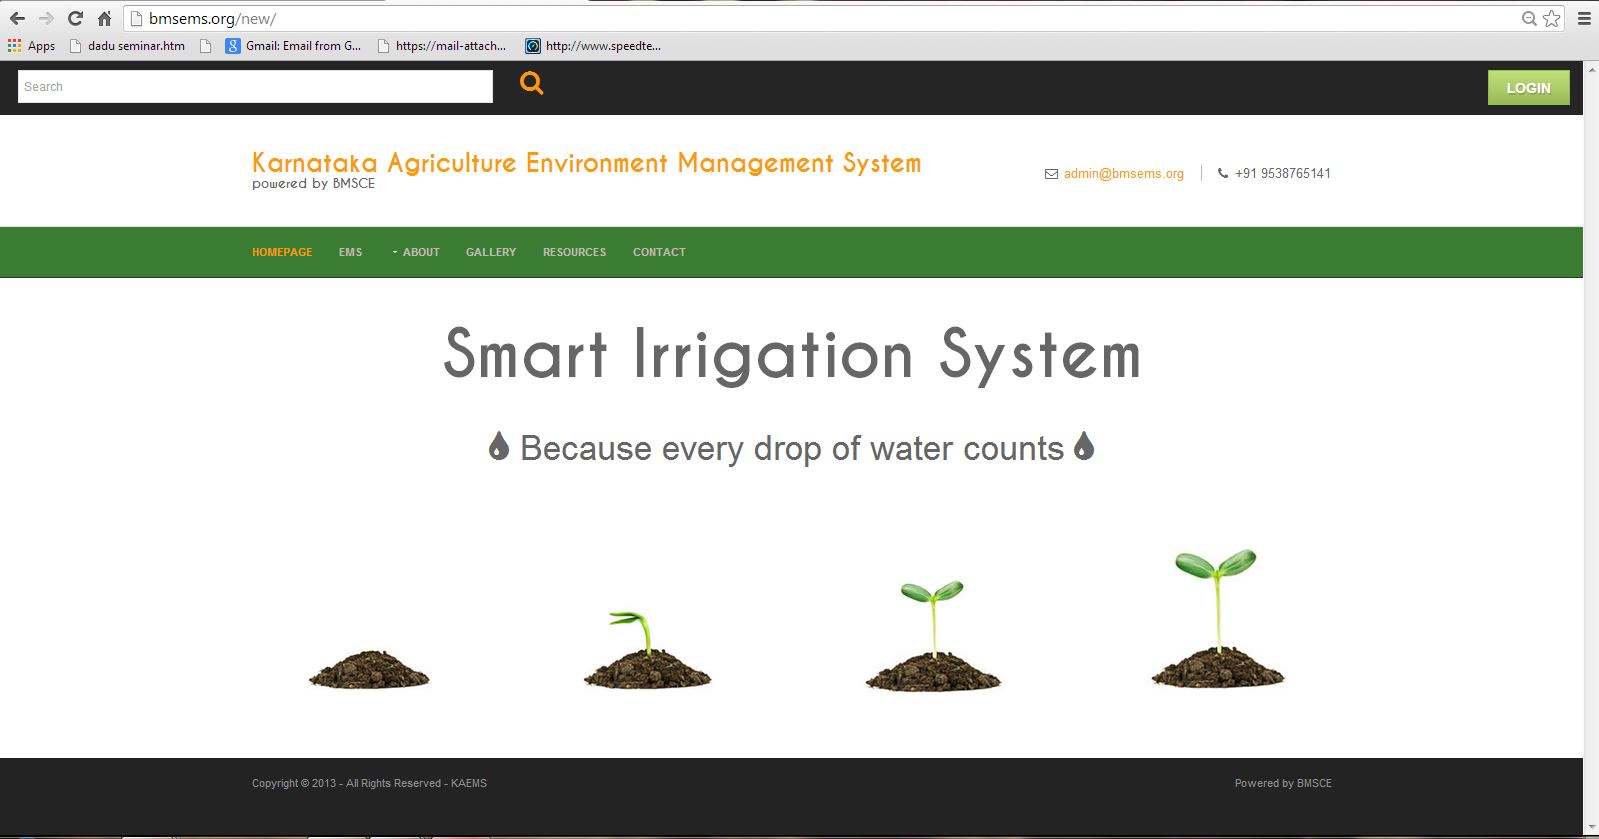 bmsems.org/new/
Apps dadu seminar.htm Gmail: Email from G... https://mail-attach... http://www.speedte...
Search LOGIN
Karnataka Agriculture Environment Management System
powered by BMSCE
admin@bmsems.org +91 9538765141
HOMEPAGE EMS ABOUT GALLERY RESOURCES CONTACT
Smart Irrigation System
Because every drop of water counts
Copyright © 2013 - All Rights Reserved - KAEMS Powered by BMSCE